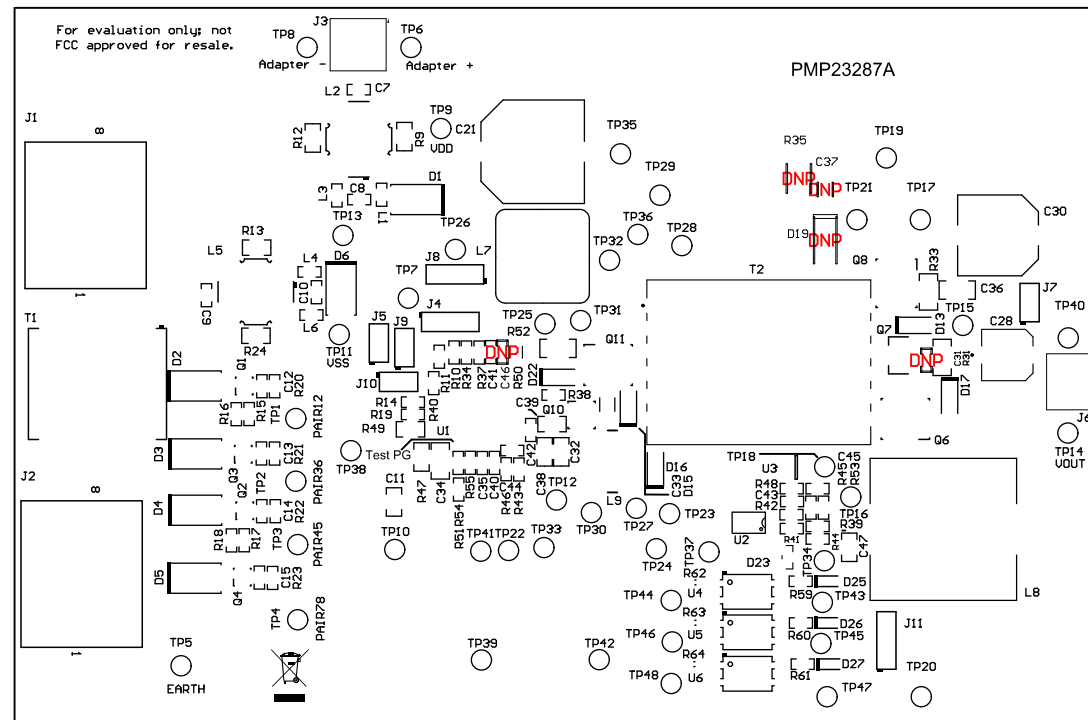 For evaluation only; not
FCC approved for resale.
J3
TP8
TP6
Adapter -
Adapter +
PMP23287A
L2
C7
J1
8
R12
R9
TP9
VDD
C21
TP35
TP19
R35
C37
DNP
DNP
TP29
TP21
TP17
L3
C8
D1
TP13
TP26
L7
TP36
TP28
D19
DNP
Q8
C30
R13
L5
L4
D6
TP32
J8
T2
R33
C36
J7
C9
C10
TP7
1
T1
L6
TP11
VSS
J5
J9
J4
TP25
TP31
R52
Q7
D13
TP15
C28
TP40
R24
D2
Q1
DNP
Q11
DNP
C31
R31
D17
J10
R11
R10
R34
R37
C41
C46
R50
D22
R38
C12
R20
R16
R15
TP1
PAIR12
R14
R19
R49
R40
U1
C39
Q10
Q6
J6
TP14
VOUT
D3
Q3
C13
R21
TP38
Test PG
C42
C32
TP18
U3
C45
R45
R53
J2
8
Q2
TP2
PAIR36
C11
R47
C34
R55
C35
C40
R46
R44
C38
TP12
C33
D16
D15
R48
C43
R42
D4
C14
R22
R54
R51
L9
TP16
R18
R17
TP3
PAIR45
TP10
TP41
TP22
TP33
TP30
TP27
TP23
U2
R41
R44
R39
C47
TP24
TP37
TP34
D5
Q4
C15
R23
R62
D23
R59
D25
L8
TP44
U4
TP43
TP4
PAIR78
R63
J11
TP46
U5
R60
D26
TP45
1
TP5
EARTH
TP39
TP42
R64
TP48
U6
R61
D27
TP20
TP47